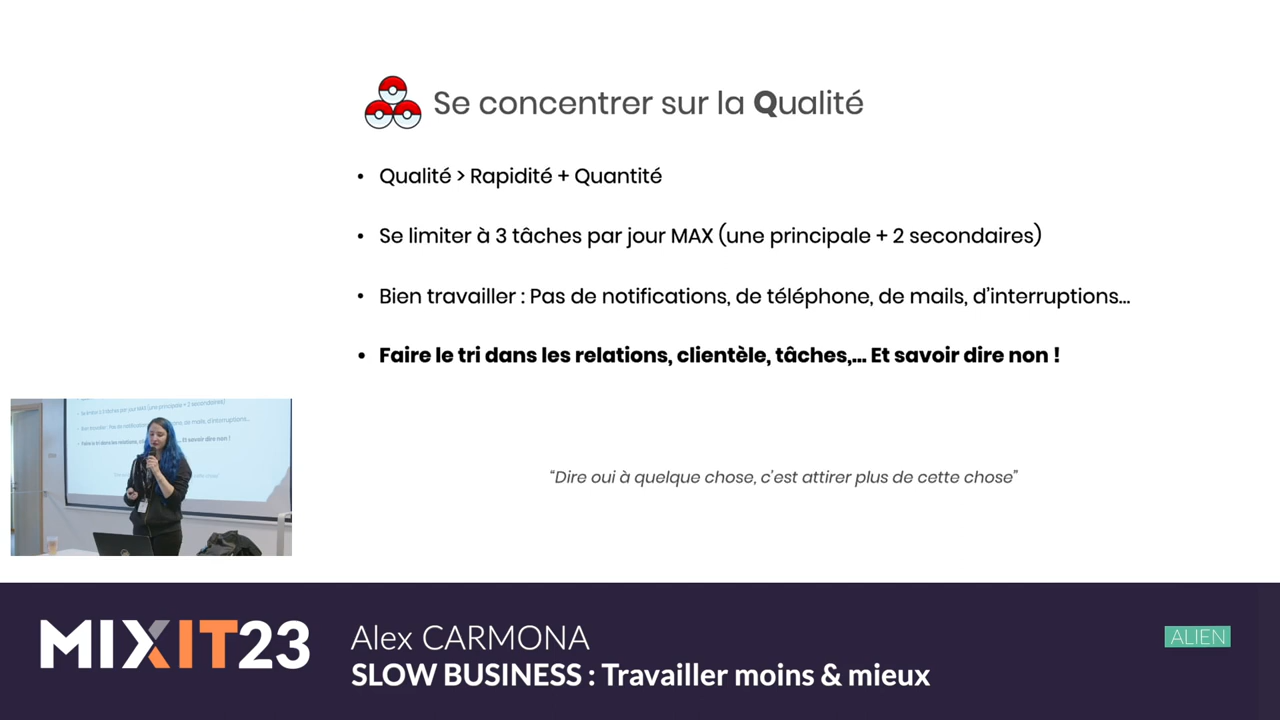 Se concentrer sur la Qualité
• Qualité > Rapidité + Quantité
• Se limiter à 3 tâches par jour MAX (une principale + 2 secondaires)
• Bien travailler : Pas de notifications, de téléphone, de mails, d’interruptions...
• Faire le tri dans les relations, clientèle, tâches,... Et savoir dire non !
“Dire oui à quelque chose, c’est attirer plus de cette chose”
MIXIT23
Alex CARMONA
SLOW BUSINESS : Travailler moins & mieux
ALIEN